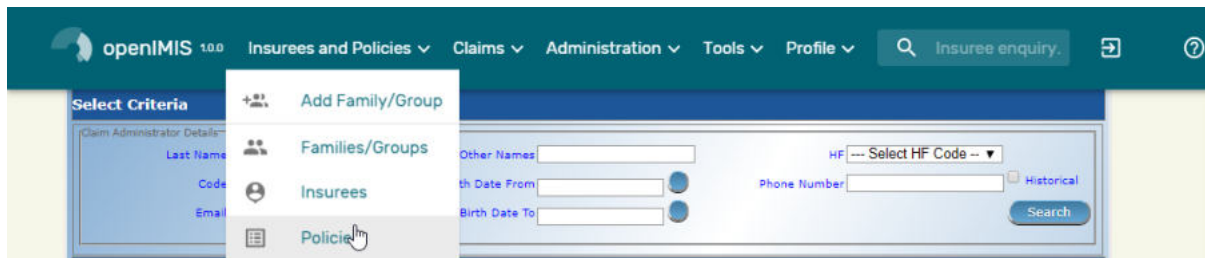 openIMIS 1.0.0 Insurees and Policies Claims Administration Tools Profile Insuree enquiry.
Select Criteria
Add Family/Group
Claim Administrator Details
Last Name
Families/Groups
Other Names
HF --- Select HF Code -- ▼
Code
Insurees
th Date From
Phone Number
Historical
Email
Policie
Birth Date To
Search